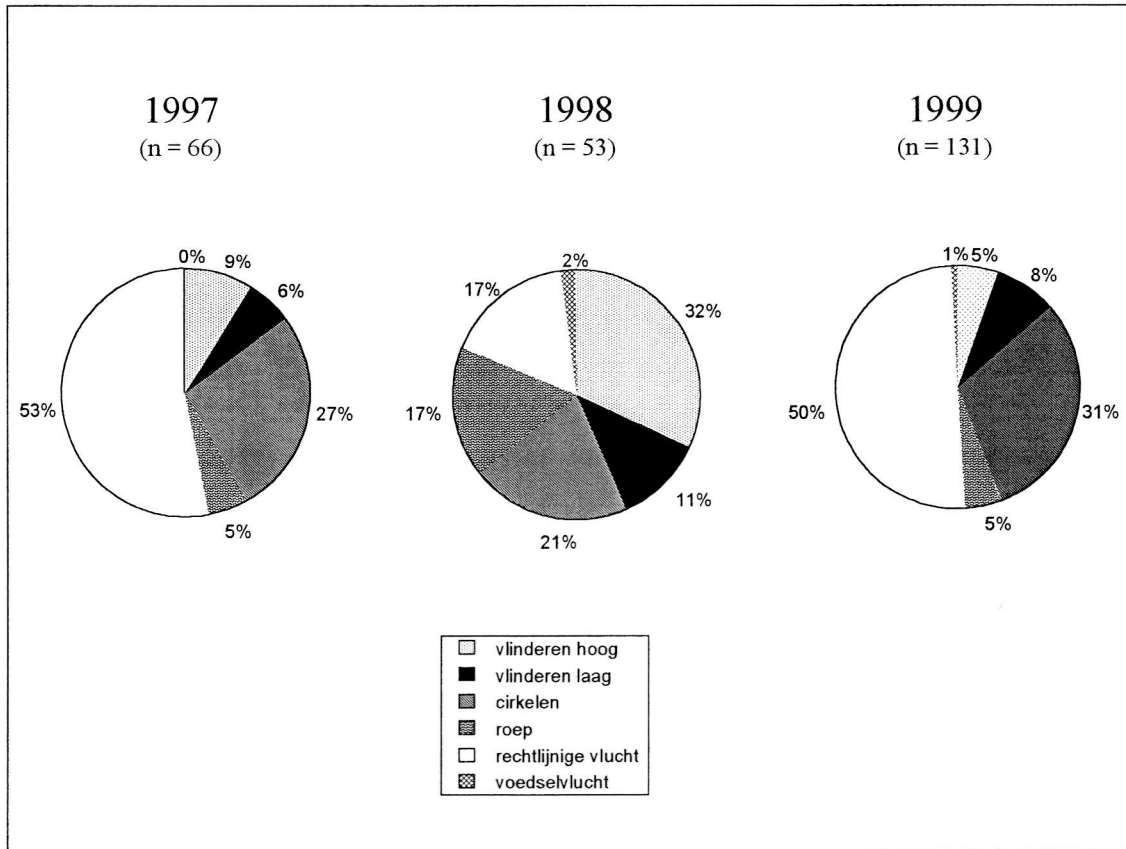 1997
(n = 66)
1998
(n = 53)
1999
(n = 131)
0%
9%
6%
27%
5%
53%
2%
32%
11%
21%
17%
17%
1%
5%
8%
31%
5%
50%
vlinderen hoog
vlinderen laag
cirkelen
roep
rechtlijnige vlucht
voedselvlucht